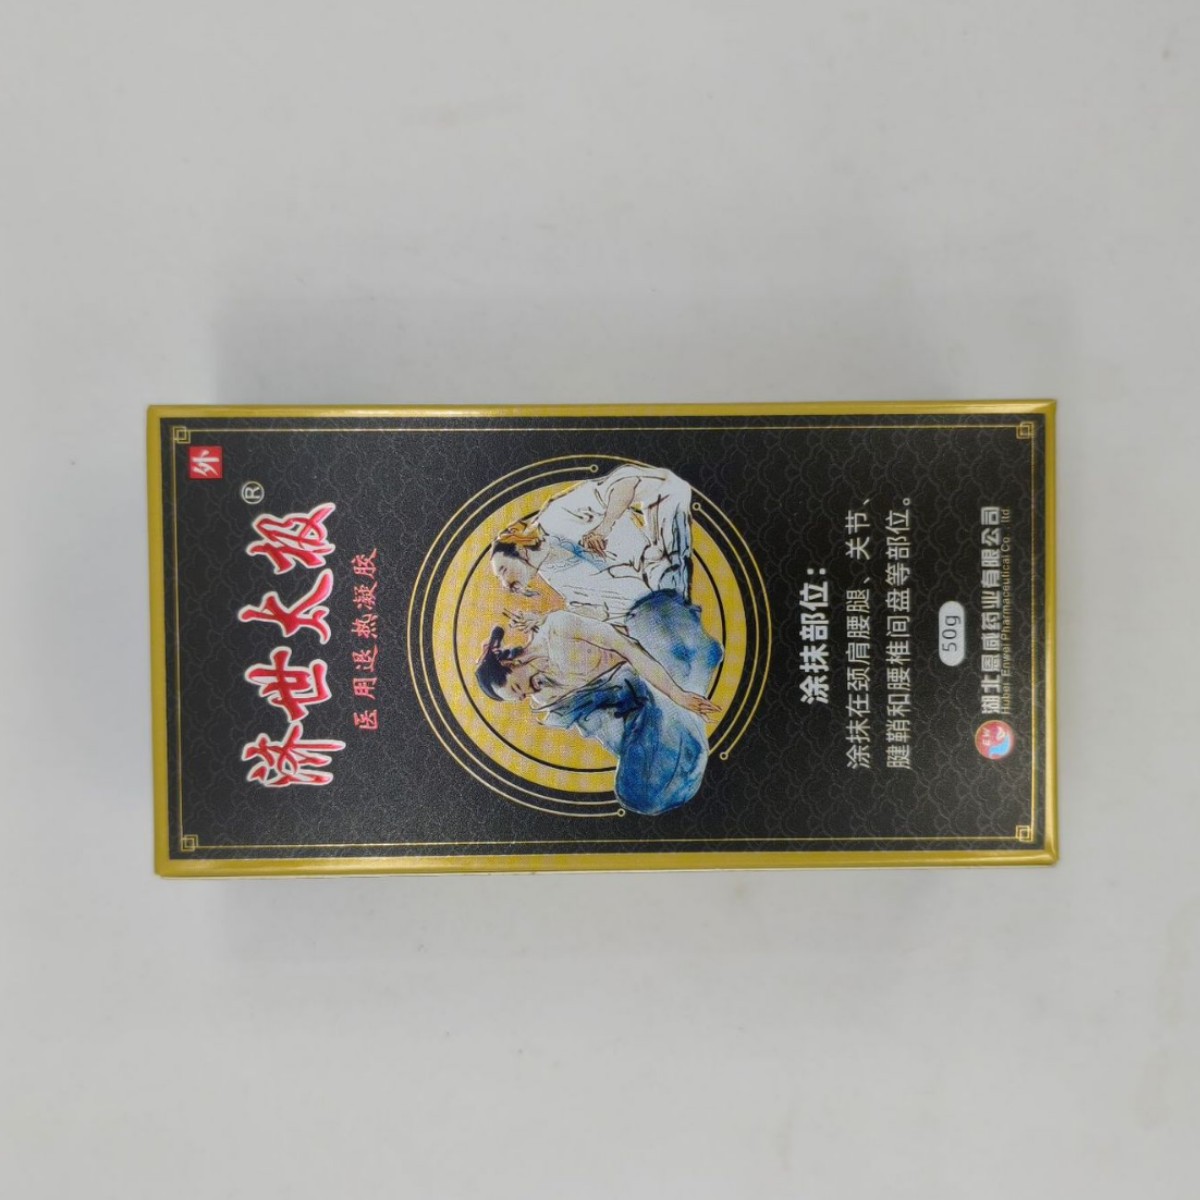 外
济世太极®
医用退热凝胶
涂抹部位：
涂抹在颈肩腰腿、关节、
腱鞘和腰椎间盘等部位。
50g
湖北恩威药业有限公司
Hubei Enwei Pharmaceutical Co., ltd